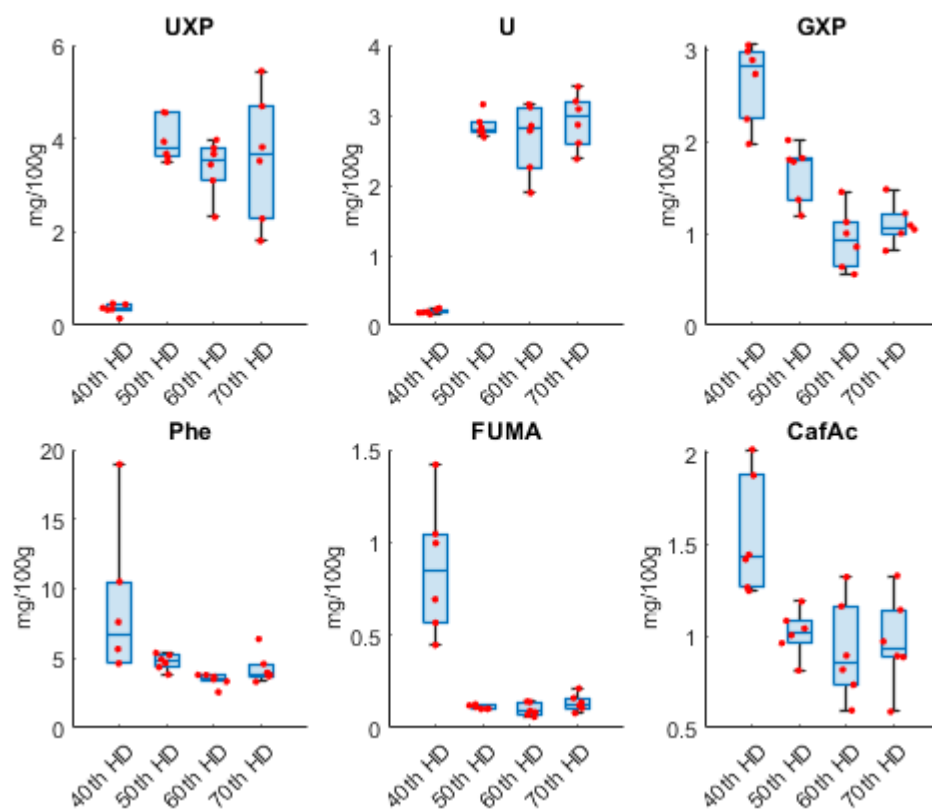 UXP
U
GXP
6
4
2
0
mg/100g
40th HD
50th HD
60th HD
70th HD
4
3
2
1
0
mg/100g
40th HD
50th HD
60th HD
70th HD
3
2
1
0
mg/100g
40th HD
50th HD
60th HD
70th HD
Phe
FUMA
CafAc
20
15
10
5
0
mg/100g
40th HD
50th HD
60th HD
70th HD
1.5
1
0.5
0
mg/100g
40th HD
50th HD
60th HD
70th HD
2
1.5
1
0.5
mg/100g
40th HD
50th HD
60th HD
70th HD